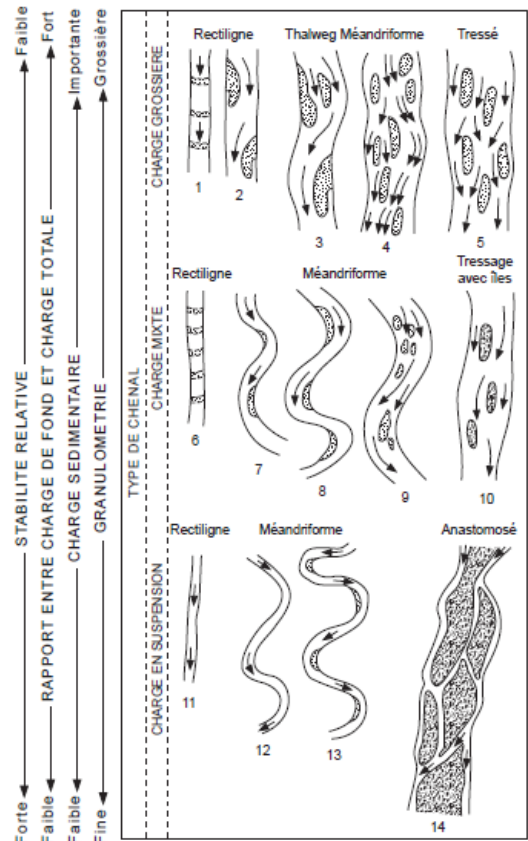 Faible
STABILITE RELATIVE
Forte
Fort
RAPPORT ENTRE CHARGE DE FOND ET CHARGE TOTALE
Faible
Importante
CHARGE SEDIMENTAIRE
Faible
Grossière
GRANULOMETRIE
Fine
TYPE DE CHENAL
CHARGE GROSSIERE
Rectiligne
Thalweg Méandriforme
Tressé
1
2
3
4
5
CHARGE MIXTE
Rectiligne
Méandriforme
Tressage
avec îles
6
7
8
9
10
CHARGE EN SUSPENSION
Rectiligne
Méandriforme
Anastomosé
11
12
13
14